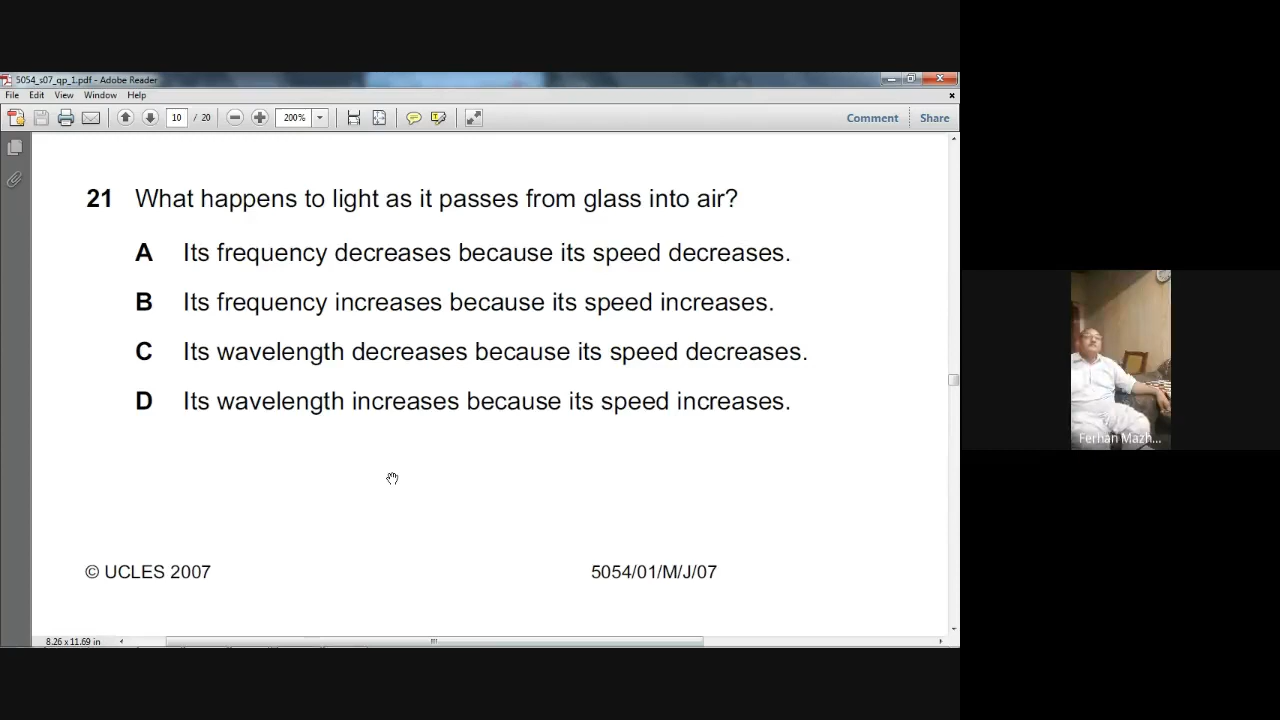 5054_s07_qp_1.pdf - Adobe Reader
File Edit View Window Help
10 / 20 200% Comment Share
21 What happens to light as it passes from glass into air?
A Its frequency decreases because its speed decreases.
B Its frequency increases because its speed increases.
C Its wavelength decreases because its speed decreases.
D Its wavelength increases because its speed increases.
© UCLES 2007 5054/01/M/J/07
8.26 x 11.69 in
Ferhan Mazh...